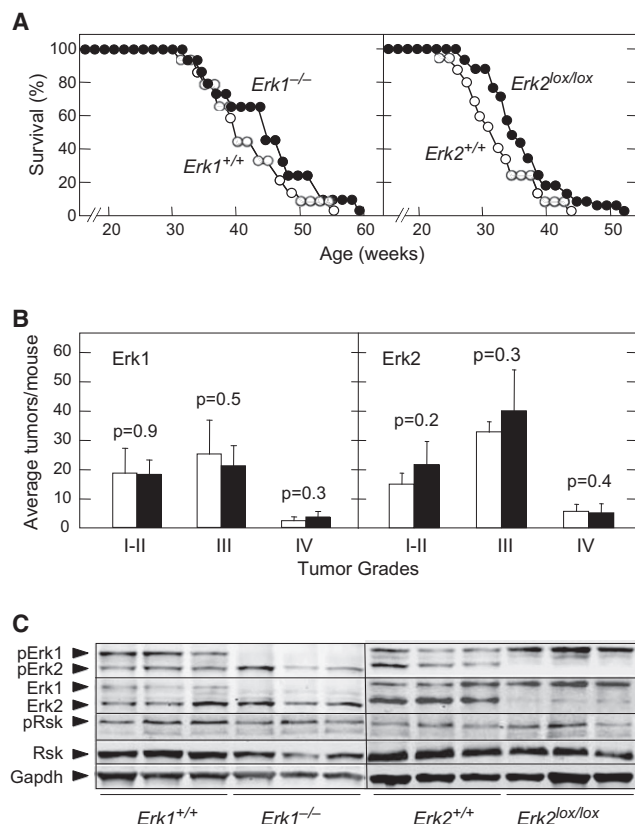 A
Survival (%)
100
80
60
40
20
0
Erk1–/–
Erk1+/+
Erk2lox/lox
Erk2+/+
20 30 40 50 60
20 30 40 50
Age (weeks)
B
Average tumors/mouse
60
50
40
30
20
10
0
Erk1
p=0.9
p=0.5
p=0.3
Erk2
p=0.2
p=0.3
p=0.4
I-II III IV
I-II III IV
Tumor Grades
C
pErk1
pErk2
Erk1
Erk2
pRsk
Rsk
Gapdh
Erk1+/+ Erk1–/– Erk2+/+ Erk2lox/lox